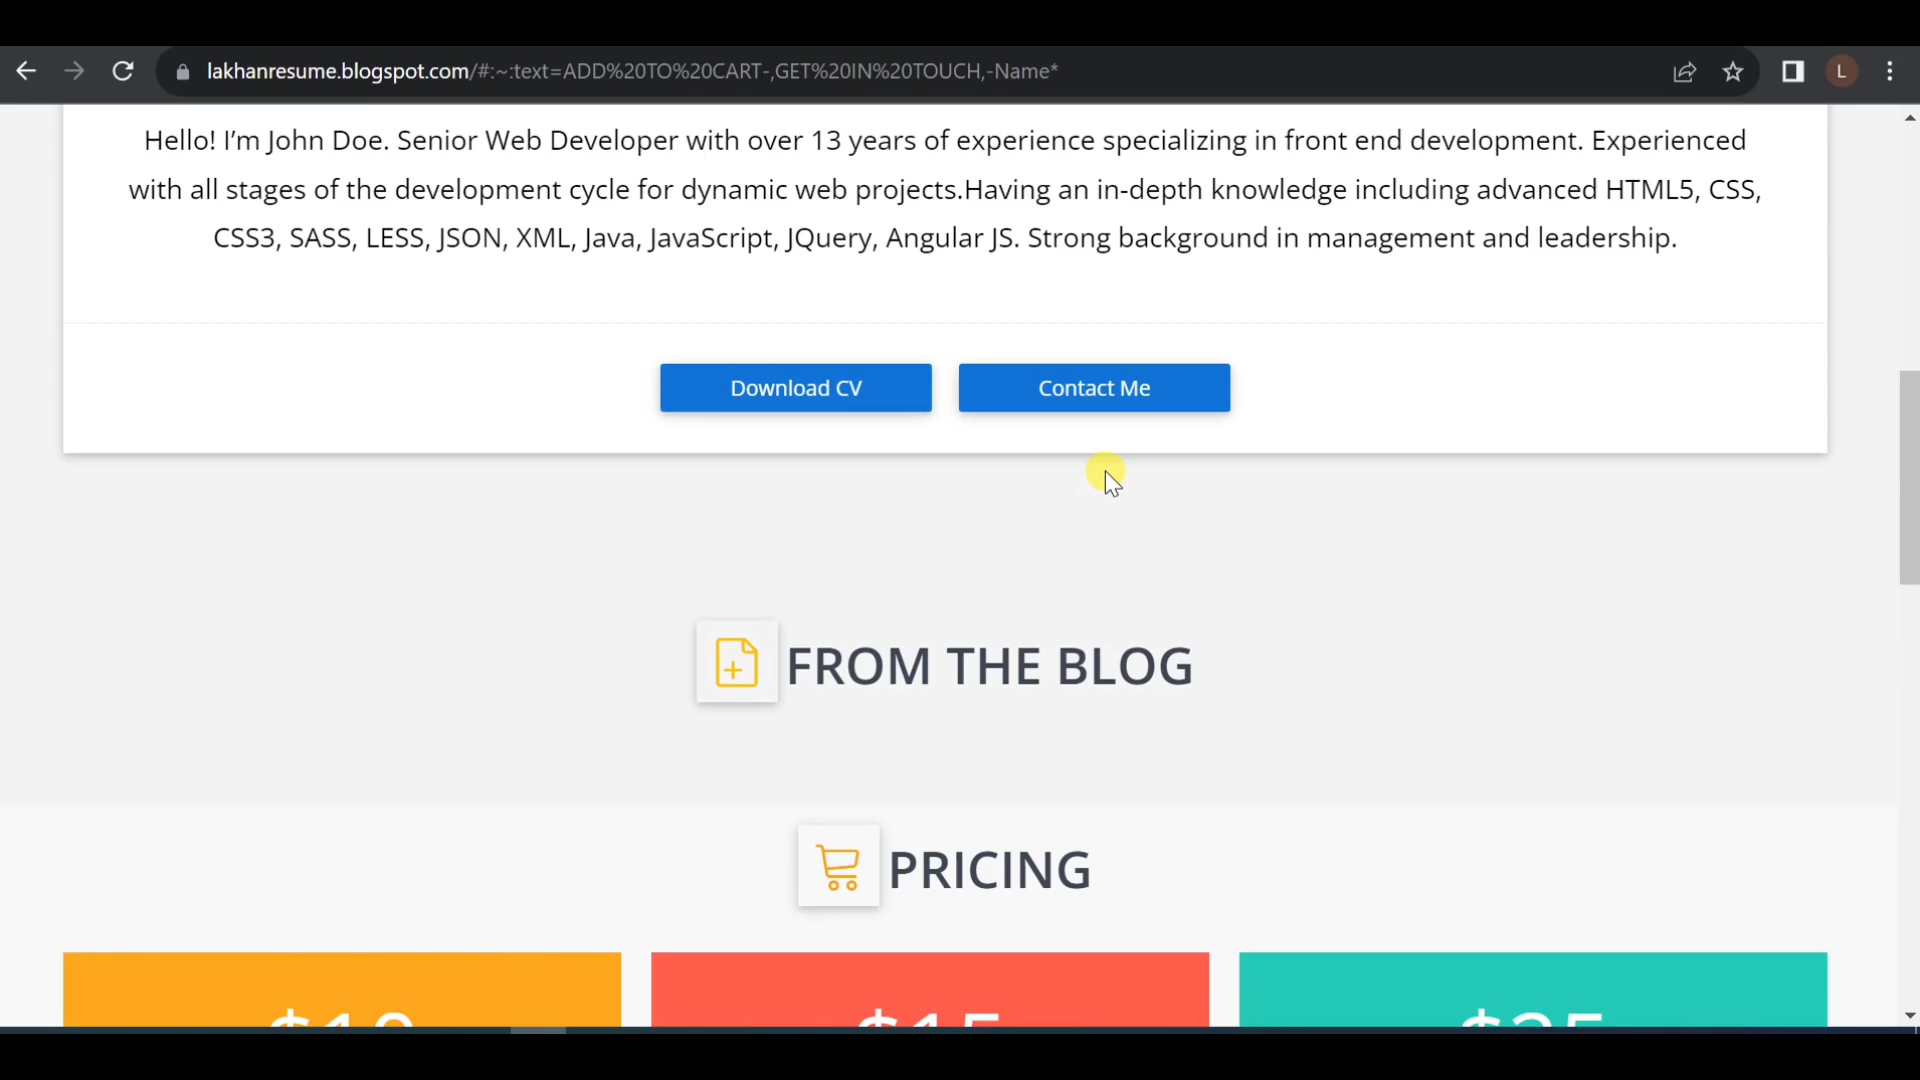 lakhanresume.blogspot.com/#:~:text=ADD%20TO%20CART-,GET%20IN%20TOUCH,-Name*
L
Hello! I’m John Doe. Senior Web Developer with over 13 years of experience specializing in front end development. Experienced
with all stages of the development cycle for dynamic web projects.Having an in-depth knowledge including advanced HTML5, CSS,
CSS3, SASS, LESS, JSON, XML, Java, JavaScript, JQuery, Angular JS. Strong background in management and leadership.
Download CV
Contact Me
FROM THE BLOG
PRICING
$10
$15
$25